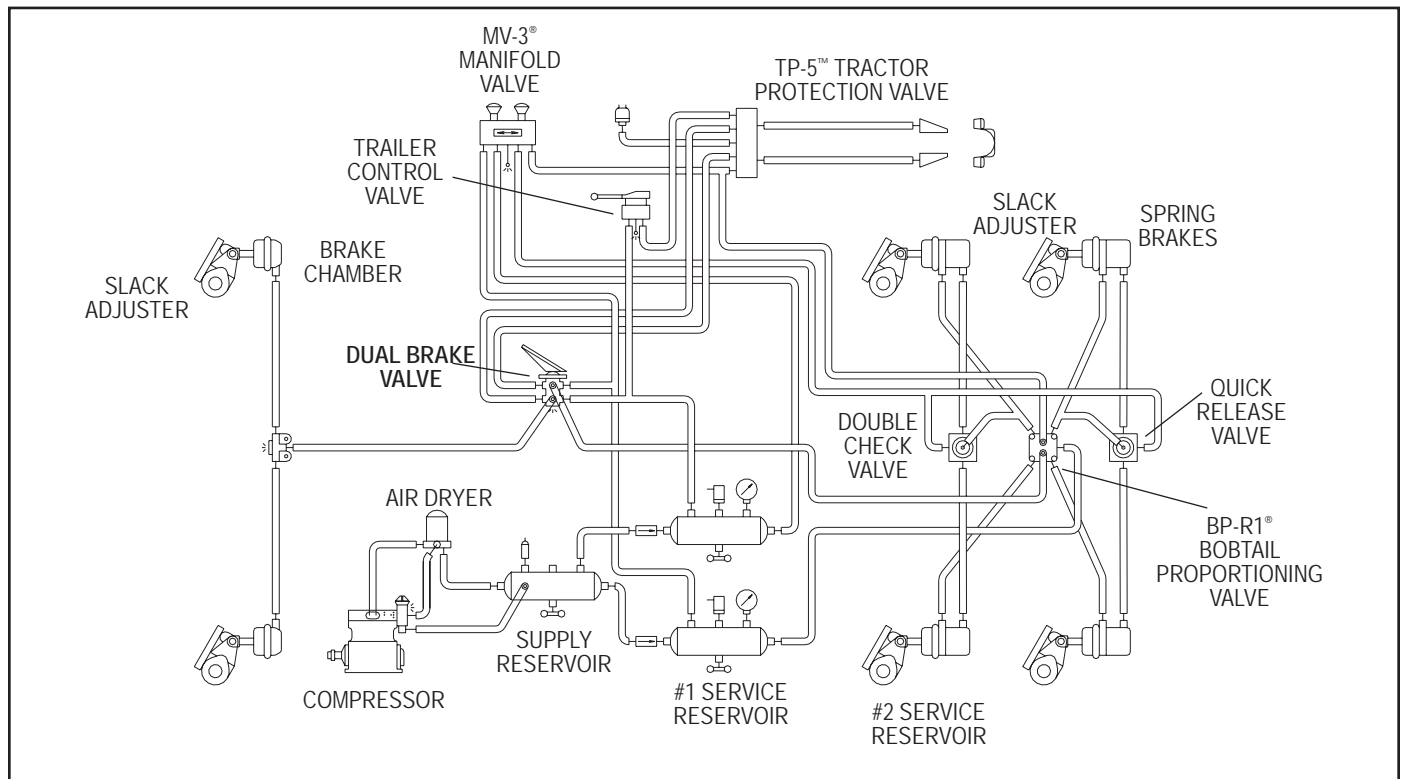 MV-3®
MANIFOLD
VALVE
TP-5™ TRACTOR
PROTECTION VALVE
TRAILER
CONTROL
VALVE
SLACK
ADJUSTER
SPRING
BRAKES
BRAKE
CHAMBER
SLACK
ADJUSTER
DUAL BRAKE
VALVE
QUICK
RELEASE
VALVE
DOUBLE
CHECK
VALVE
AIR DRYER
BP-R1®
BOBTAIL
PROPORTIONING
VALVE
SUPPLY
RESERVOIR
COMPRESSOR
#1 SERVICE
RESERVOIR
#2 SERVICE
RESERVOIR